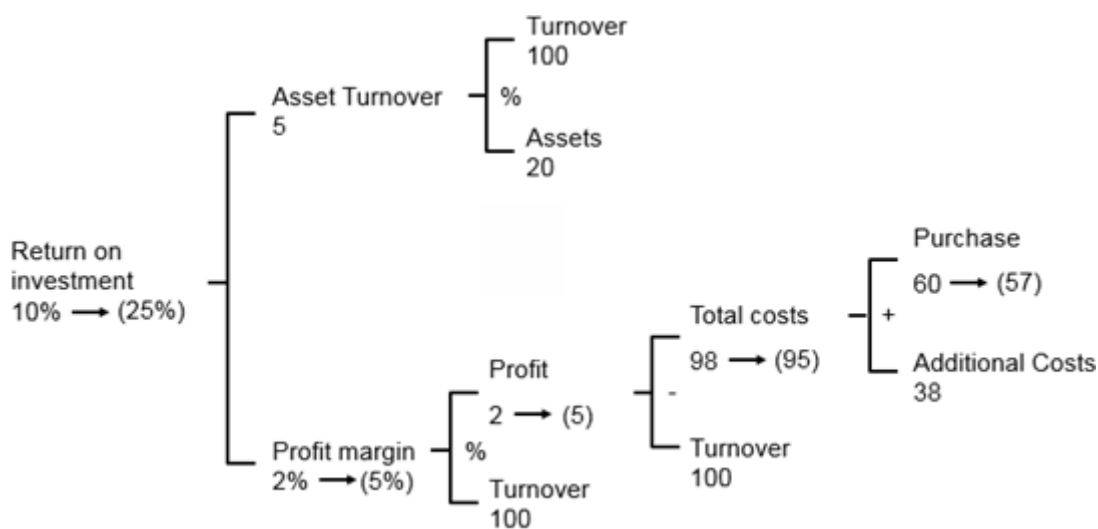 Turnover
100
Asset Turnover
5
%
Assets
20
Return on
investment
10% → (25%)
Purchase
60 → (57)
Total costs
98 → (95)
+
Additional Costs
38
Profit
2 → (5)
-
Turnover
100
Profit margin
2% → (5%)
%
Turnover
100